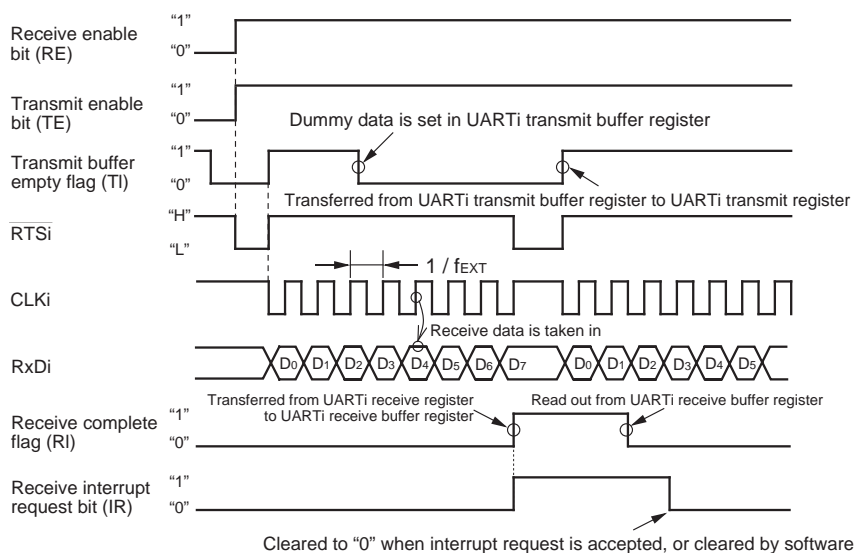 Receive enable
bit (RE)
“1”
“0”
Transmit enable
bit (TE)
“1”
“0”
Dummy data is set in UARTi transmit buffer register
Transmit buffer
empty flag (TI)
“1”
“0”
Transferred from UARTi transmit buffer register to UARTi transmit register
RTSi
“H”
“L”
1 / fEXT
CLKi
Receive data is taken in
RxDi
D0 D1 D2 D3 D4 D5 D6 D7 D0 D1 D2 D3 D4 D5
Transferred from UARTi receive register
to UARTi receive buffer register
Read out from UARTi receive buffer register
Receive complete
flag (RI)
“1”
“0”
Receive interrupt
request bit (IR)
“1”
“0”
Cleared to “0” when interrupt request is accepted, or cleared by software